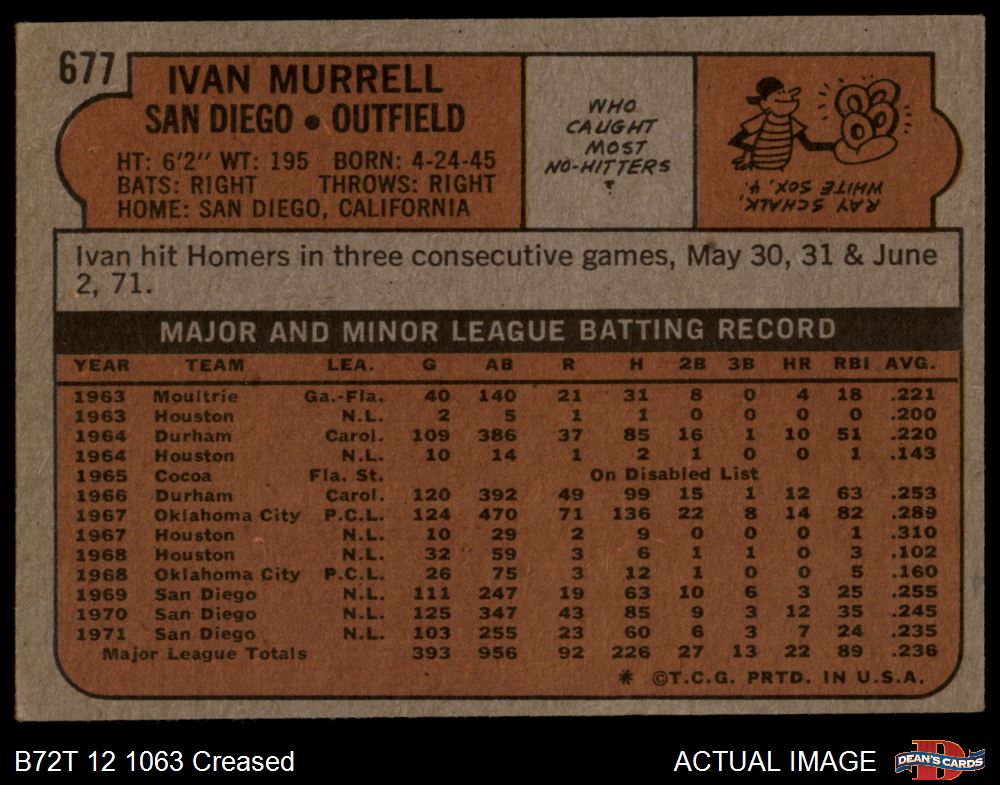 677
IVAN MURRELL
SAN DIEGO • OUTFIELD
HT: 6'2" WT: 195 BORN: 4-24-45
BATS: RIGHT THROWS: RIGHT
HOME: SAN DIEGO, CALIFORNIA
WHO
CAUGHT
MOST
NO-HITTERS
?
RAY SCHALK,
WHITE SOX, 4.
Ivan hit Homers in three consecutive games, May 30, 31 & June
2, 71.
MAJOR AND MINOR LEAGUE BATTING RECORD
YEAR TEAM LEA. G AB R H 2B 3B HR RBI AVG.
1963 Moultrie Ga.-Fla. 40 140 21 31 8 0 4 18 .221
1963 Houston N.L. 2 5 1 1 0 0 0 0 .200
1964 Durham Carol. 109 386 37 85 16 1 10 51 .220
1964 Houston N.L. 10 14 1 2 1 0 0 1 .143
1965 Cocoa Fla. St. On Disabled List
1966 Durham Carol. 120 392 49 99 15 1 12 63 .253
1967 Oklahoma City P.C.L. 124 470 71 136 22 8 14 82 .289
1967 Houston N.L. 10 29 2 9 0 0 0 1 .310
1968 Houston N.L. 32 59 3 6 1 1 0 3 .102
1968 Oklahoma City P.C.L. 26 75 3 12 1 0 0 5 .160
1969 San Diego N.L. 111 247 19 63 10 6 3 25 .255
1970 San Diego N.L. 125 347 43 85 9 3 12 35 .245
1971 San Diego N.L. 103 255 23 60 6 3 7 24 .235
Major League Totals 393 956 92 226 27 13 22 89 .236
* ©T.C.G. PRTD. IN U.S.A.
B72T 12 1063 Creased
ACTUAL IMAGE
D
DEAN'S CARDS